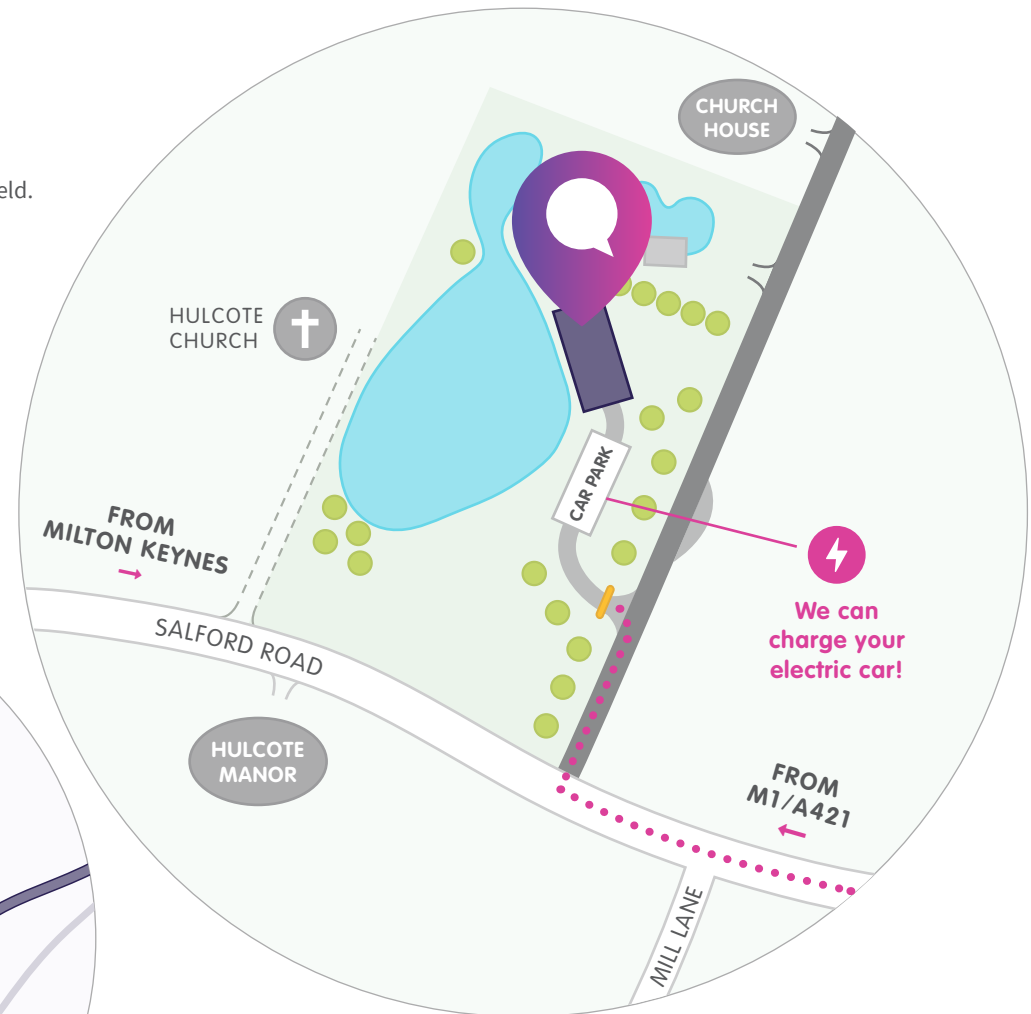 eld.
CHURCH
HOUSE
HULCOTE
CHURCH
CAR PARK
FROM
MILTON KEYNES
We can
charge your
electric car!
SALFORD ROAD
HULCOTE
MANOR
FROM
M1/A421
MILL LANE